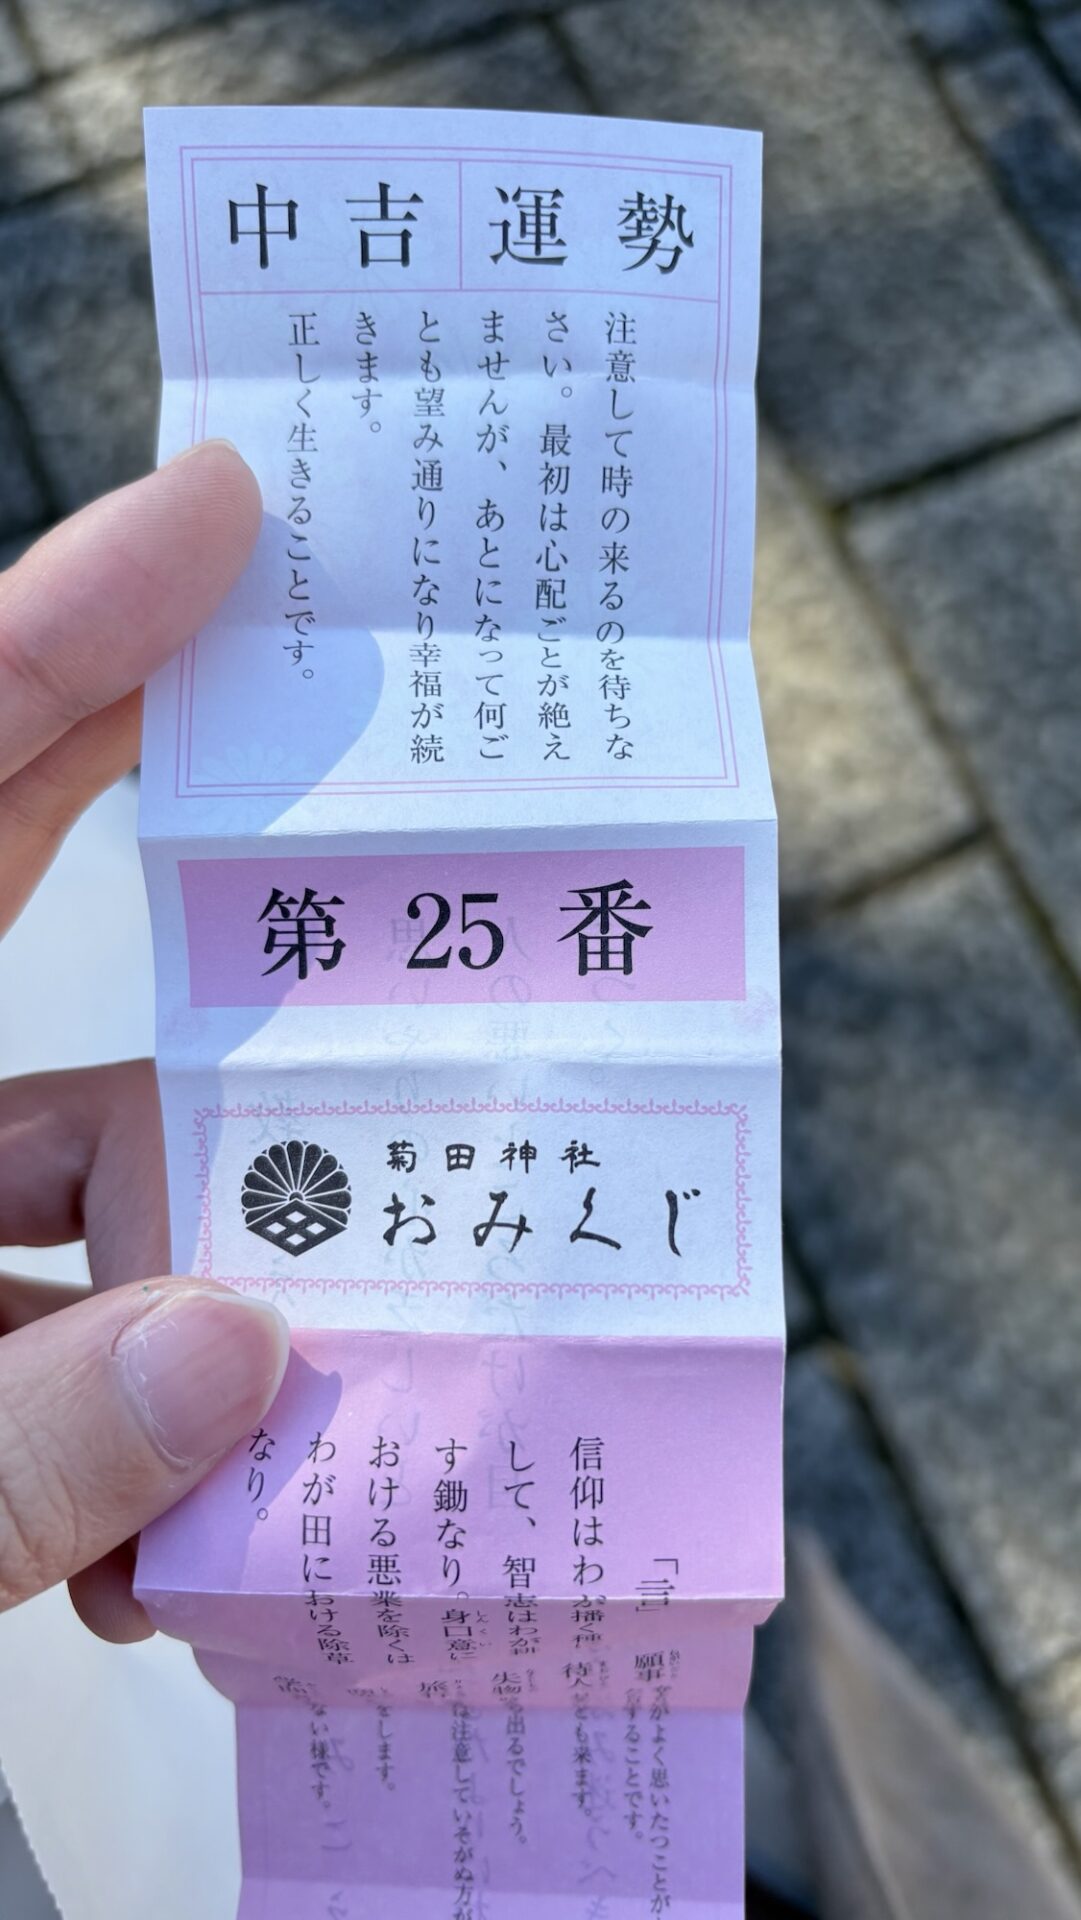 運勢
中吉
注意して時の来るのを待ちな
さい。最初は心配ごとが絶え
ませんが、あとになって何ご
とも望み通りになり幸福が続
きます。
正しく生きることです。
第25番
菊田神社
おみくじ
「一言」
信仰はわが播く種に
して、智志はわが耕
す鋤なり。身口意に
おける悪業を除くは
わが田における除草
なり。
願事
がよく思いたつことが
することです。
待人
とも来ます。
失物
出るでしょう。
旅
注意していそがぬ方が
をします。
ない様です。